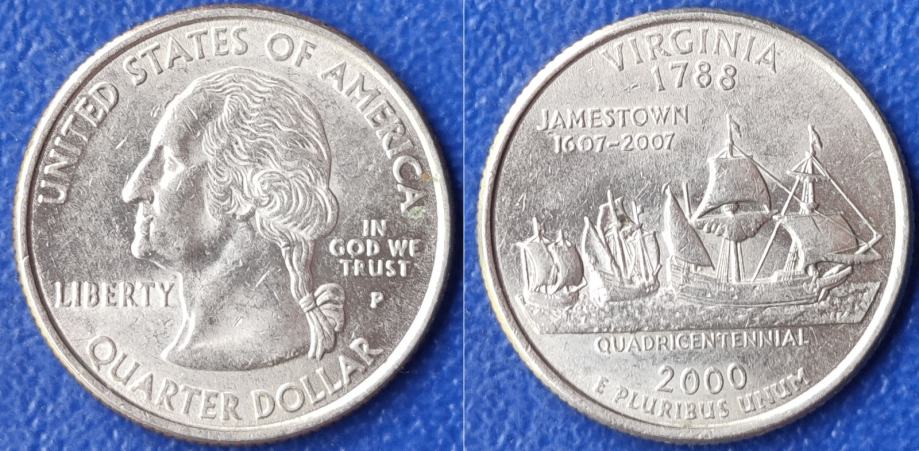 UNITED STATES OF AMERICA
IN
GOD WE
TRUST
LIBERTY
P
QUARTER DOLLAR
VIRGINIA
1788
JAMESTOWN
1607-2007
QUADRICENTENNIAL
2000
E PLURIBUS UNUM